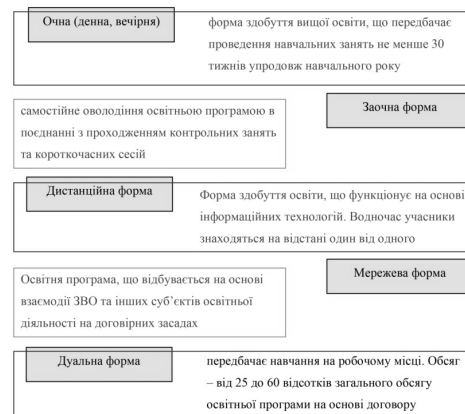 Очна (денна, вечірня)
форма здобуття вищої освіти, що передбачає
проведення навчальних занять не менше 30
тижнів упродовж навчального року
самостійне оволодіння освітньою програмою в
поєднанні з проходженням контрольних занять
та короткочасних сесій
Заочна форма
Дистанційна форма
Форма здобуття освіти, що функціонує на основі
інформаційних технологій. Водночас учасники
знаходяться на відстані один від одного
Освітня програма, що відбувається на основі
взаємодії ЗВО та інших суб’єктів освітньої
діяльності на договірних засадах
Мережева форма
Дуальна форма
передбачає навчання на робочому місці. Обсяг
– від 25 до 60 відсотків загального обсягу
освітньої програми на основі договору